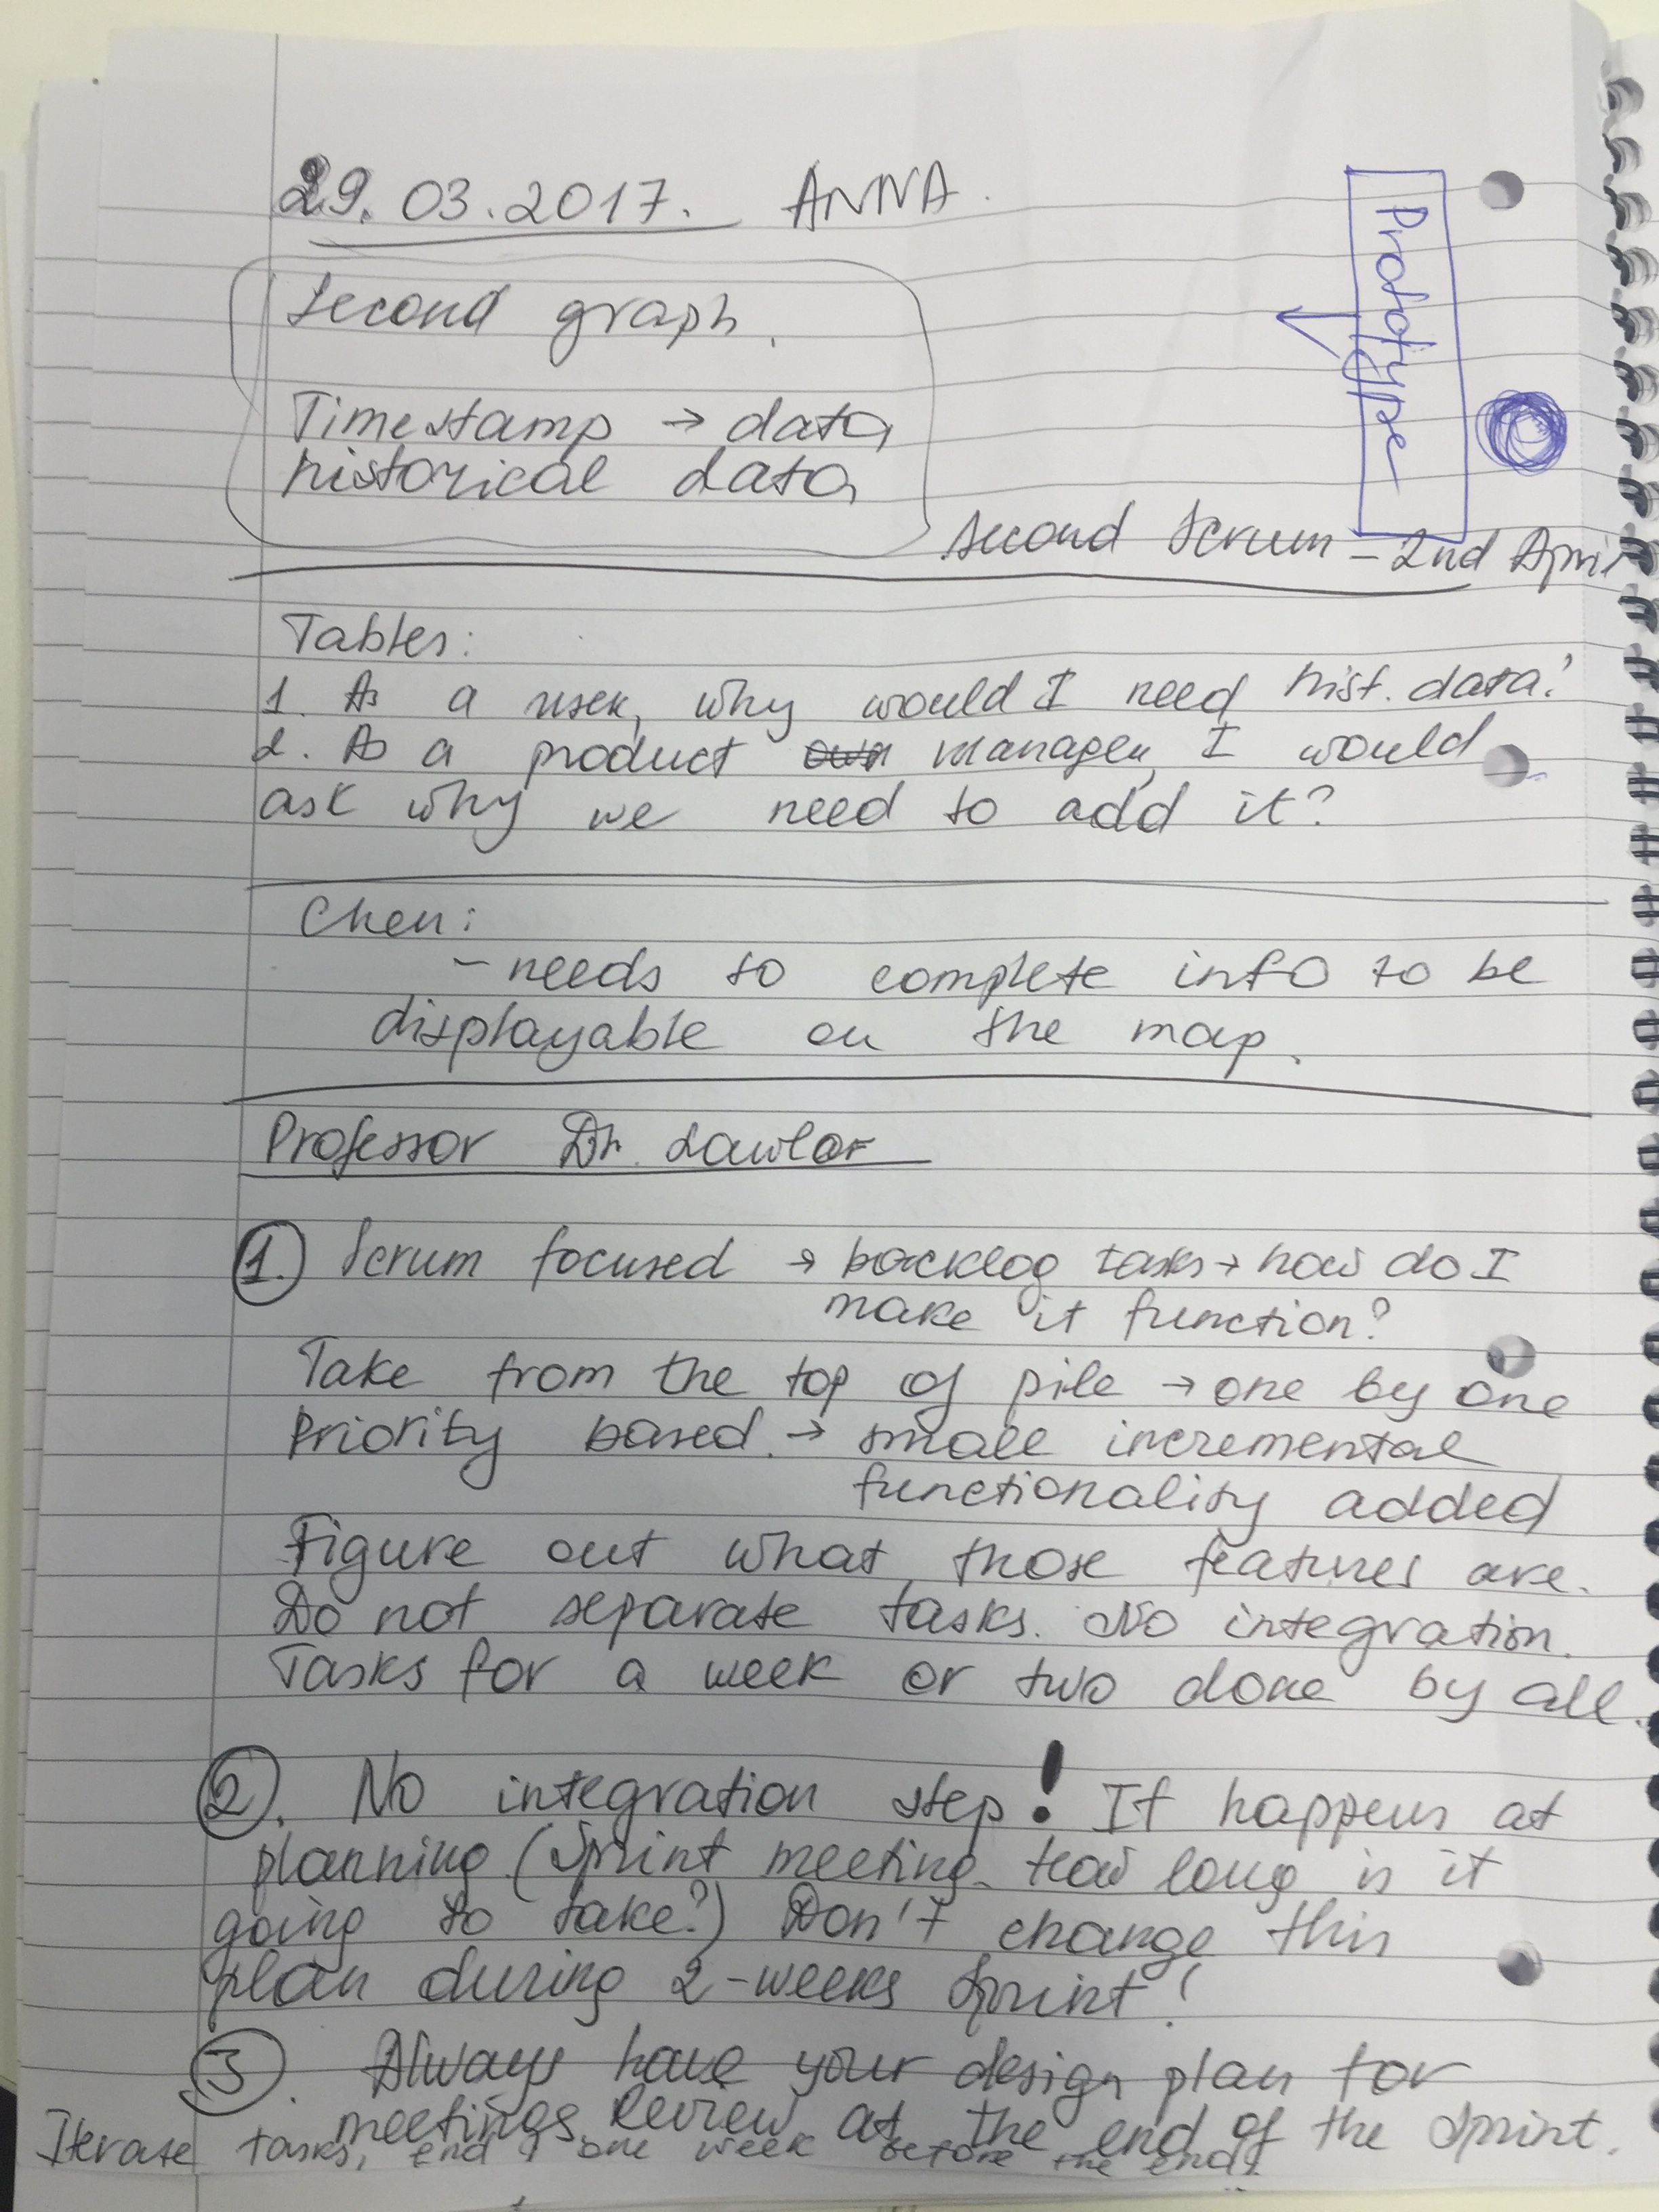 29.03.2017. ANNA.
Prototype
Second graph.
Timestamp → data
historical data
Second Scrum - 2nd April
Tables:
1. As a user, why would I need hist. data?
2. As a product own manager, I would
ask why we need to add it?
Chen:
- needs to complete info to be
displayable on the map.
Professor Dr. Lawlor
1. Scrum focused → backlog tasks → how do I
make it function?
Take from the top of pile → one by one
Priority based. → small incremental
functionality added
Figure out what those features are.
Do not separate tasks. No integration.
Tasks for a week or two done by all.
2. No integration step! It happens at
planning (Sprint meeting. How long is it
going to take?) Don't change this
plan during 2-weeks Sprint!
3. Always have your design plan for
meetings. Review at the end of the Sprint.
Iterate tasks, end one week before the end!